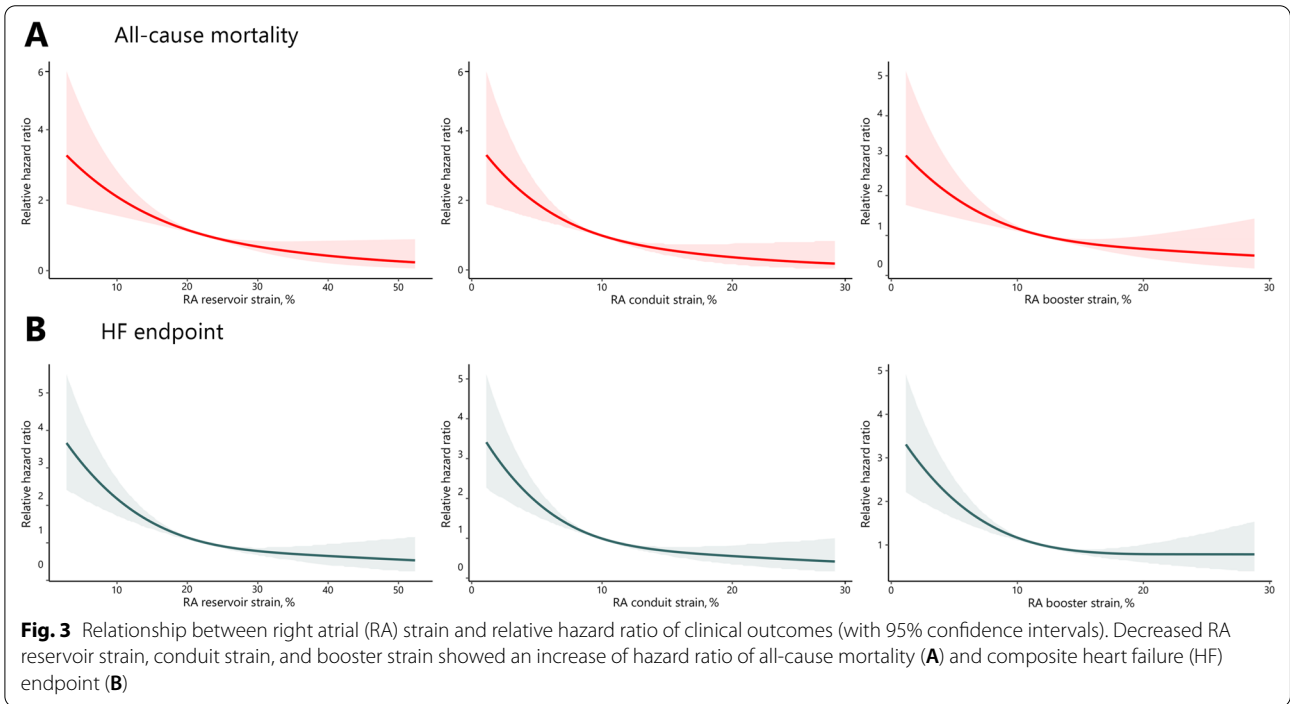 A All-cause mortality
Relative hazard ratio
6
4
2
0
10 20 30 40 50
RA reservoir strain, %
Relative hazard ratio
6
4
2
0
0 10 20 30
RA conduit strain, %
Relative hazard ratio
5
4
3
2
1
0
0 10 20 30
RA booster strain, %
B HF endpoint
Relative hazard ratio
5
4
3
2
1
0
10 20 30 40 50
RA reservoir strain, %
Relative hazard ratio
5
4
3
2
1
0
0 10 20 30
RA conduit strain, %
Relative hazard ratio
5
4
3
2
1
0 10 20 30
RA booster strain, %
Fig. 3 Relationship between right atrial (RA) strain and relative hazard ratio of clinical outcomes (with 95% confidence intervals). Decreased RA
reservoir strain, conduit strain, and booster strain showed an increase of hazard ratio of all-cause mortality (A) and composite heart failure (HF)
endpoint (B)